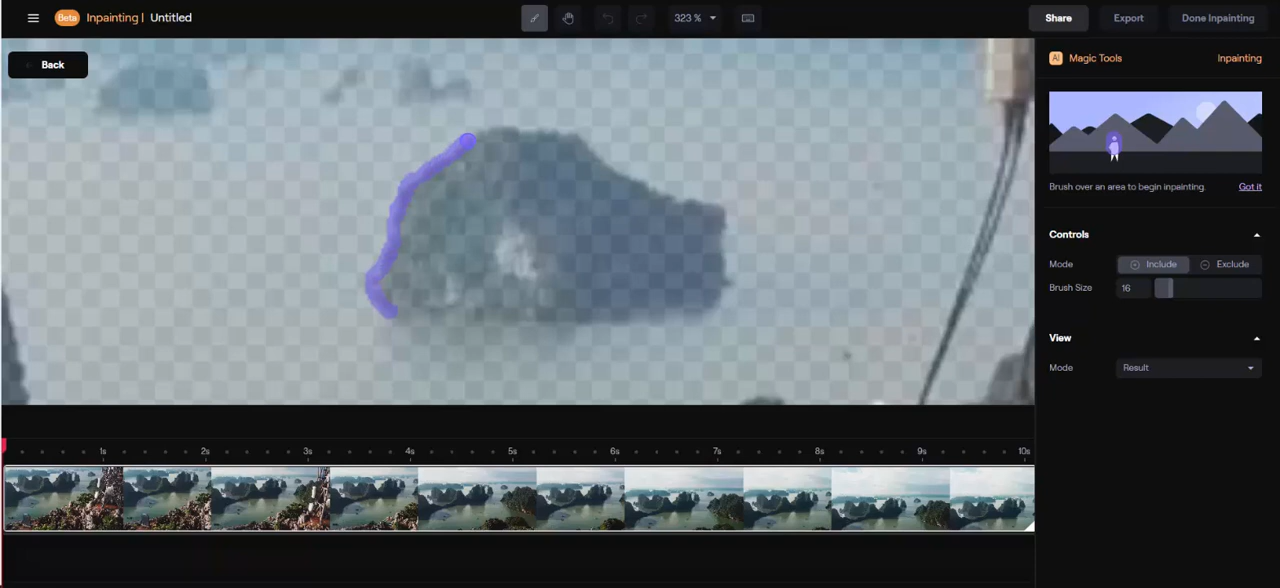 Beta Inpainting | Untitled
323 %
Share
Export
Done Inpainting
Back
AI Magic Tools
Inpainting
Brush over an area to begin inpainting.
Got it
Controls
Mode
Include
Exclude
Brush Size
16
View
Mode
Result
1s 2s 3s 4s 5s 6s 7s 8s 9s 10s